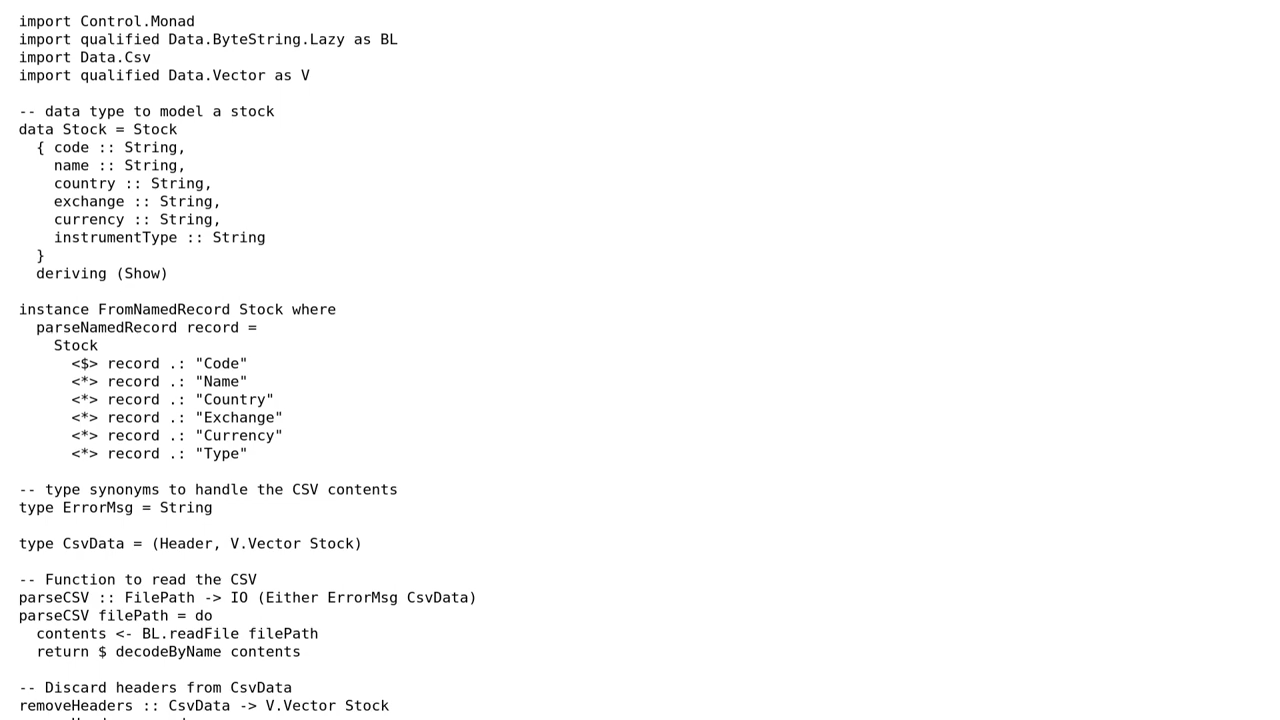 import Control.Monad
import qualified Data.ByteString.Lazy as BL
import Data.Csv
import qualified Data.Vector as V

-- data type to model a stock
data Stock = Stock
  { code :: String,
    name :: String,
    country :: String,
    exchange :: String,
    currency :: String,
    instrumentType :: String
  }
  deriving (Show)

instance FromNamedRecord Stock where
  parseNamedRecord record =
    Stock
      <$> record .: "Code"
      <*> record .: "Name"
      <*> record .: "Country"
      <*> record .: "Exchange"
      <*> record .: "Currency"
      <*> record .: "Type"

-- type synonyms to handle the CSV contents
type ErrorMsg = String

type CsvData = (Header, V.Vector Stock)

-- Function to read the CSV
parseCSV :: FilePath -> IO (Either ErrorMsg CsvData)
parseCSV filePath = do
  contents <- BL.readFile filePath
  return $ decodeByName contents

-- Discard headers from CsvData
removeHeaders :: CsvData -> V.Vector Stock